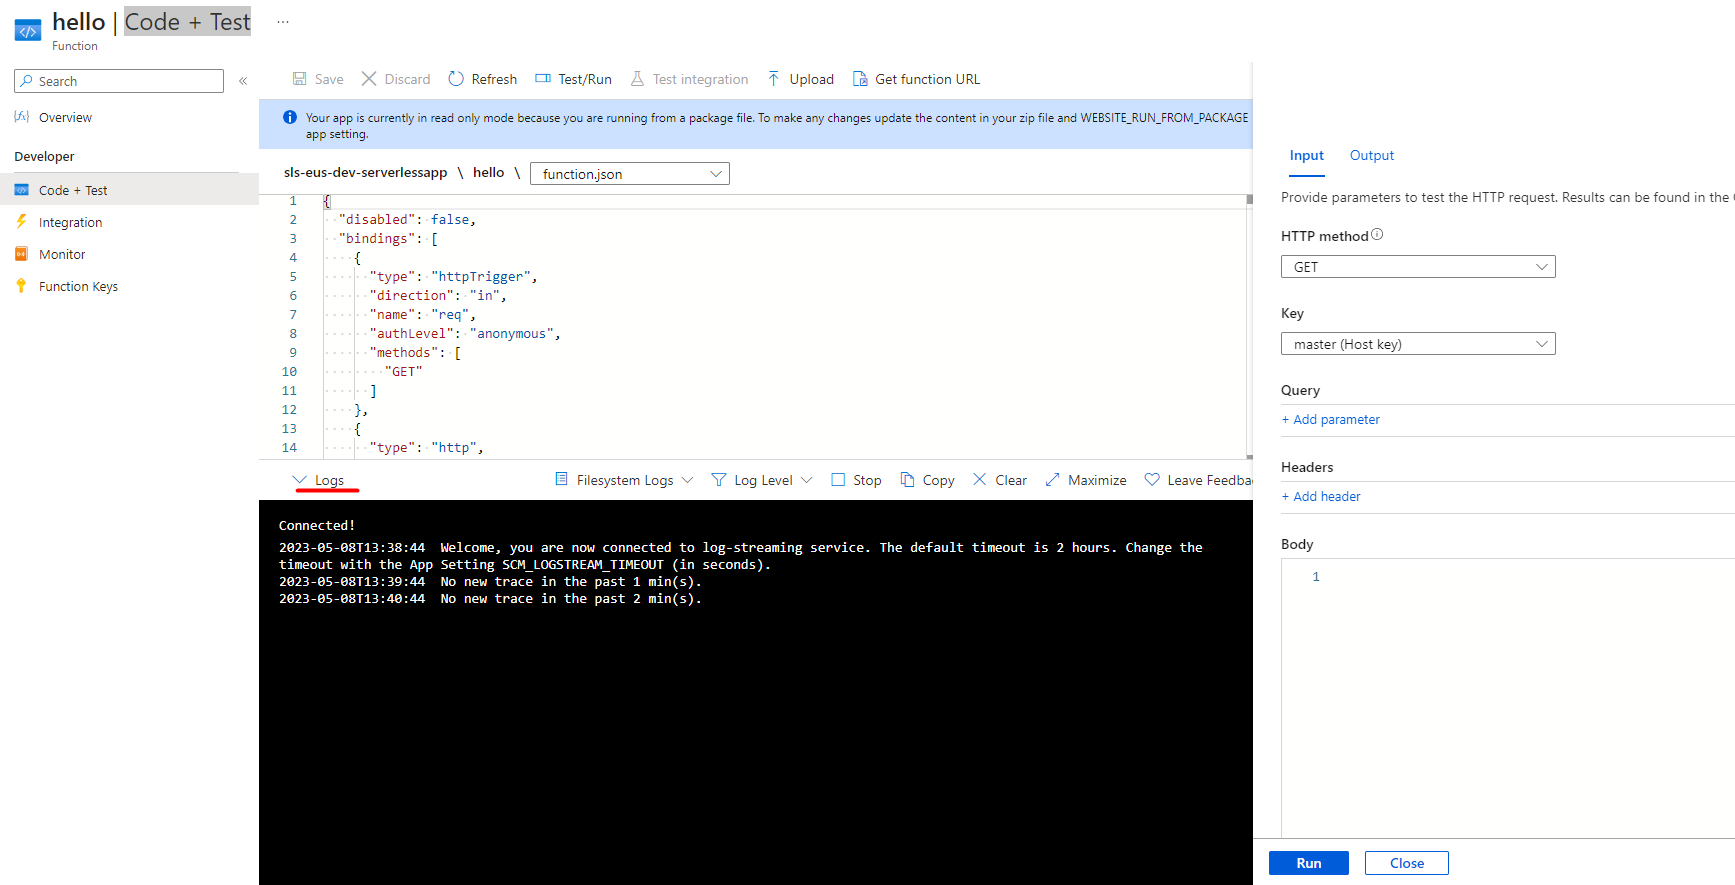 hello | Code + Test ...
Function
Search
«
Overview
Developer
Code + Test
Integration
Monitor
Function Keys
Save Discard Refresh Test/Run Test integration Upload Get function URL
Your app is currently in read only mode because you are running from a package file. To make any changes update the content in your zip file and WEBSITE_RUN_FROM_PACKAGE
app setting.
sls-eus-dev-serverlessapp \ hello \ function.json
1 {
2 "disabled": false,
3 "bindings": [
4 {
5 "type": "httpTrigger",
6 "direction": "in",
7 "name": "req",
8 "authLevel": "anonymous",
9 "methods": [
10 "GET"
11 ]
12 },
13 {
14 "type": "http",
Logs Filesystem Logs Log Level Stop Copy Clear Maximize Leave Feedba
Connected!
2023-05-08T13:38:44 Welcome, you are now connected to log-streaming service. The default timeout is 2 hours. Change the
timeout with the App Setting SCM_LOGSTREAM_TIMEOUT (in seconds).
2023-05-08T13:39:44 No new trace in the past 1 min(s).
2023-05-08T13:40:44 No new trace in the past 2 min(s).
Input Output
Provide parameters to test the HTTP request. Results can be found in the
HTTP method
GET
Key
master (Host key)
Query
+ Add parameter
Headers
+ Add header
Body
1
Run Close